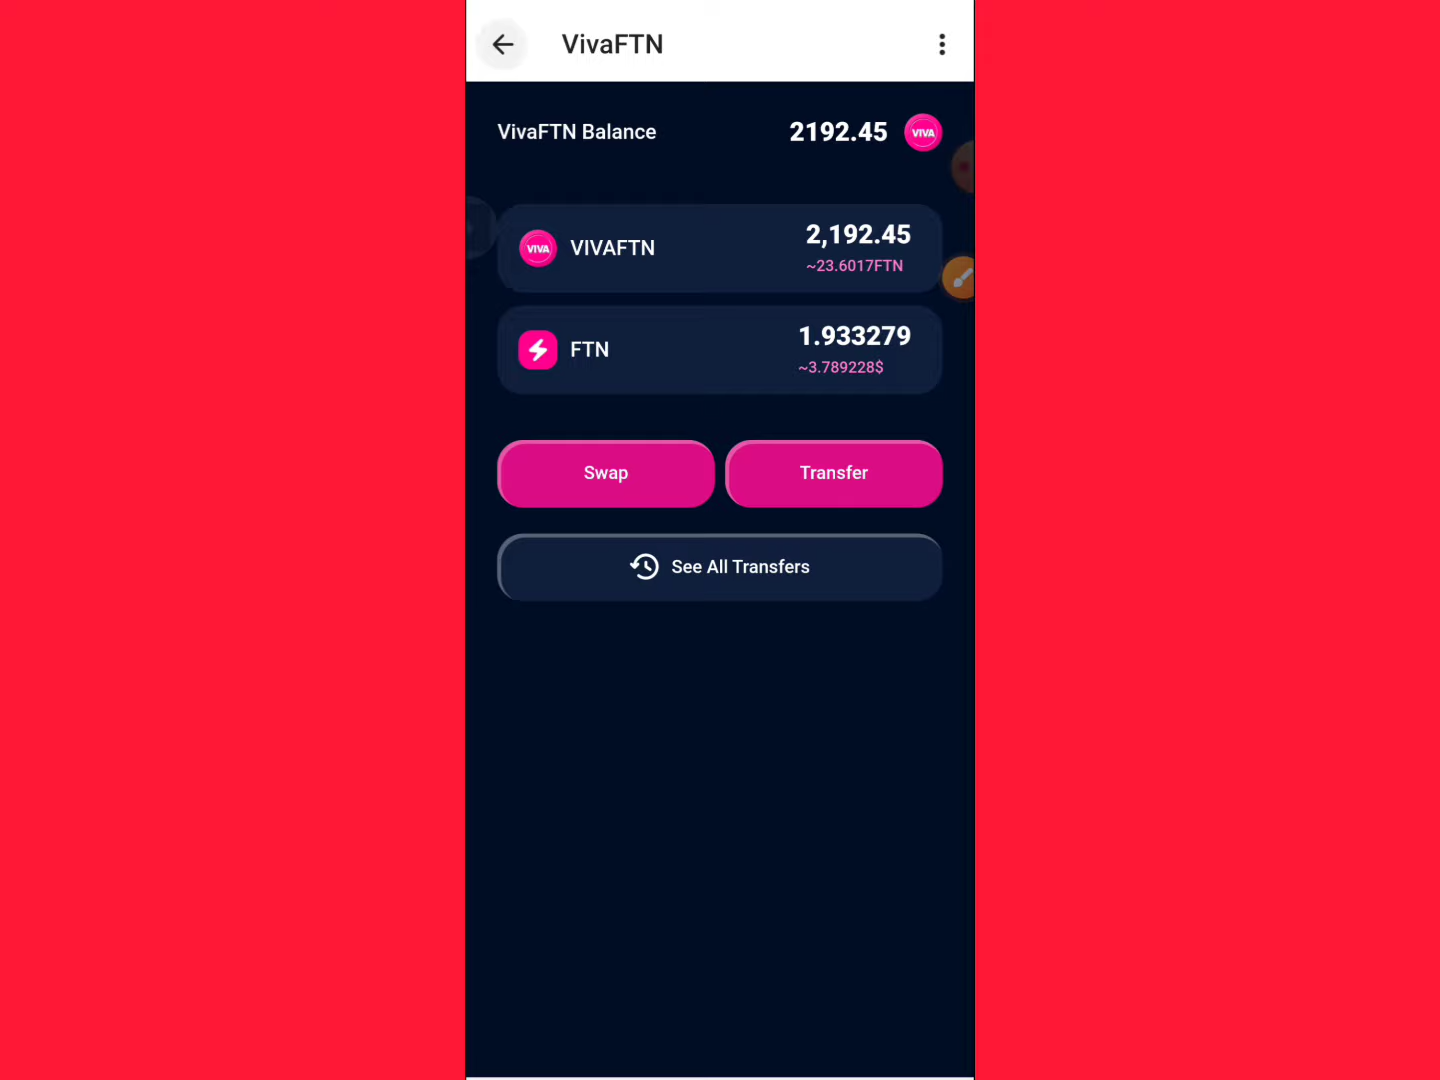 VivaFTN
VivaFTN Balance 2192.45 VIVA
VIVA VIVAFTN 2,192.45
~23.6017FTN
FTN 1.933279
~3.789228$
Swap Transfer
See All Transfers